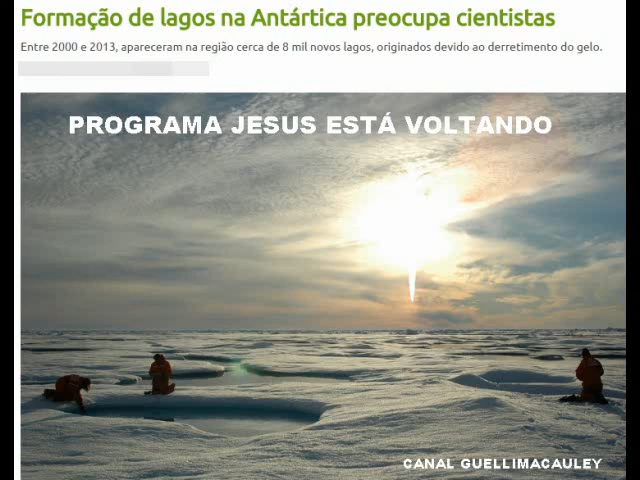 Formação de lagos na Antártica preocupa cientistas
Entre 2000 e 2013, apareceram na região cerca de 8 mil novos lagos, originados devido ao derretimento do gelo.
PROGRAMA JESUS ESTÁ VOLTANDO
CANAL GUELLIMACAULEY